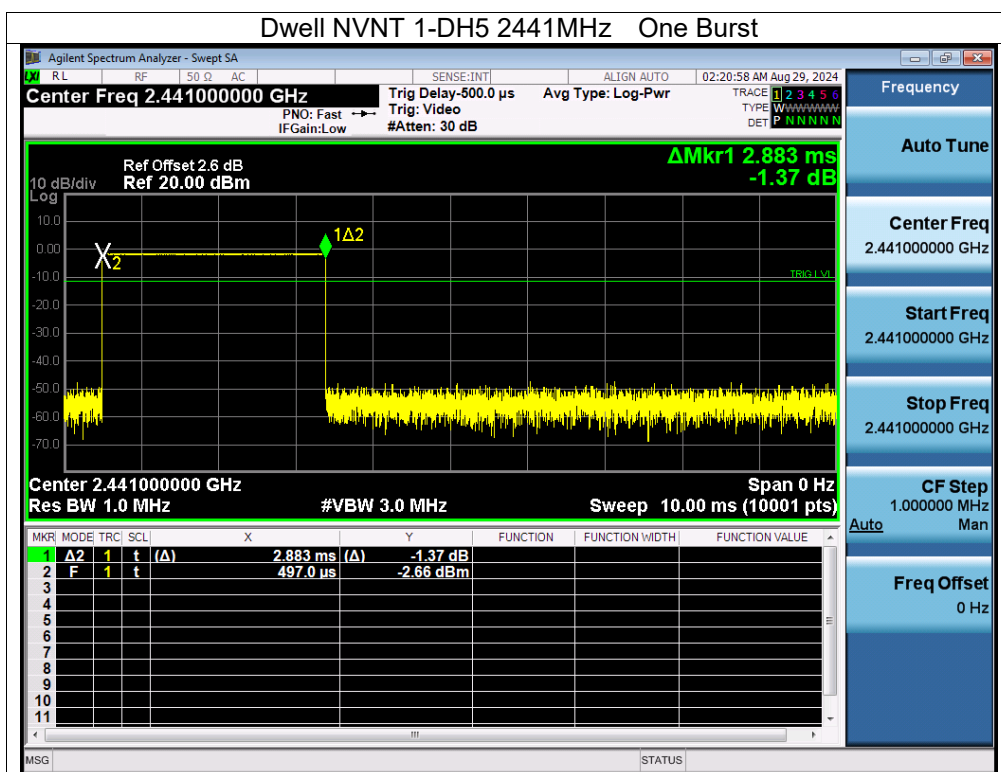 Dwell NVNT 1-DH5 2441MHz One Burst
Agilent Spectrum Analyzer - Swept SA
LXI RL RF 50 Ω AC SENSE:INT ALIGN AUTO 02:20:58 AM Aug 29, 2024
Center Freq 2.441000000 GHz Trig Delay-500.0 µs Avg Type: Log-Pwr TRACE 1 2 3 4 5 6
PNO: Fast Trig: Video TYPE WWWWWW
IFGain:Low #Atten: 30 dB DET P N N N N N
Frequency
ΔMkr1 2.883 ms
-1.37 dB
Ref Offset 2.6 dB
10 dB/div Ref 20.00 dBm
Log
10.0
0.00
-10.0
-20.0
-30.0
-40.0
-50.0
-60.0
-70.0
1Δ2
2
TRIG LVL
Center 2.441000000 GHz Span 0 Hz
Res BW 1.0 MHz #VBW 3.0 MHz Sweep 10.00 ms (10001 pts)
MKR MODE TRC SCL X Y FUNCTION FUNCTION WIDTH FUNCTION VALUE
1 Δ2 1 t (Δ) 2.883 ms (Δ) -1.37 dB
2 F 1 t 497.0 µs -2.66 dBm
3
4
5
6
7
8
9
10
11
Auto Tune
Center Freq
2.441000000 GHz
Start Freq
2.441000000 GHz
Stop Freq
2.441000000 GHz
CF Step
1.000000 MHz
Auto Man
Freq Offset
0 Hz
MSG STATUS